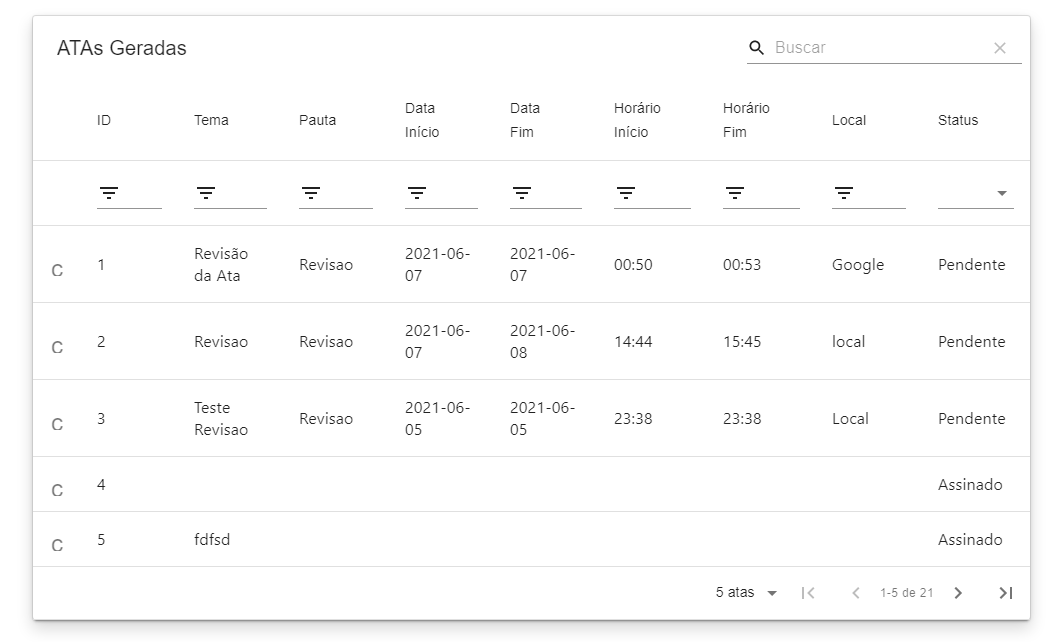 ATAs Geradas
Buscar
ID Tema Pauta Data Início Data Fim Horário Início Horário Fim Local Status
C 1 Revisão da Ata Revisao 2021-06-07 2021-06-07 00:50 00:53 Google Pendente
C 2 Revisao Revisao 2021-06-07 2021-06-08 14:44 15:45 local Pendente
C 3 Teste Revisao Revisao 2021-06-05 2021-06-05 23:38 23:38 Local Pendente
C 4 Assinado
C 5 fdfsd Assinado
5 atas 1-5 de 21